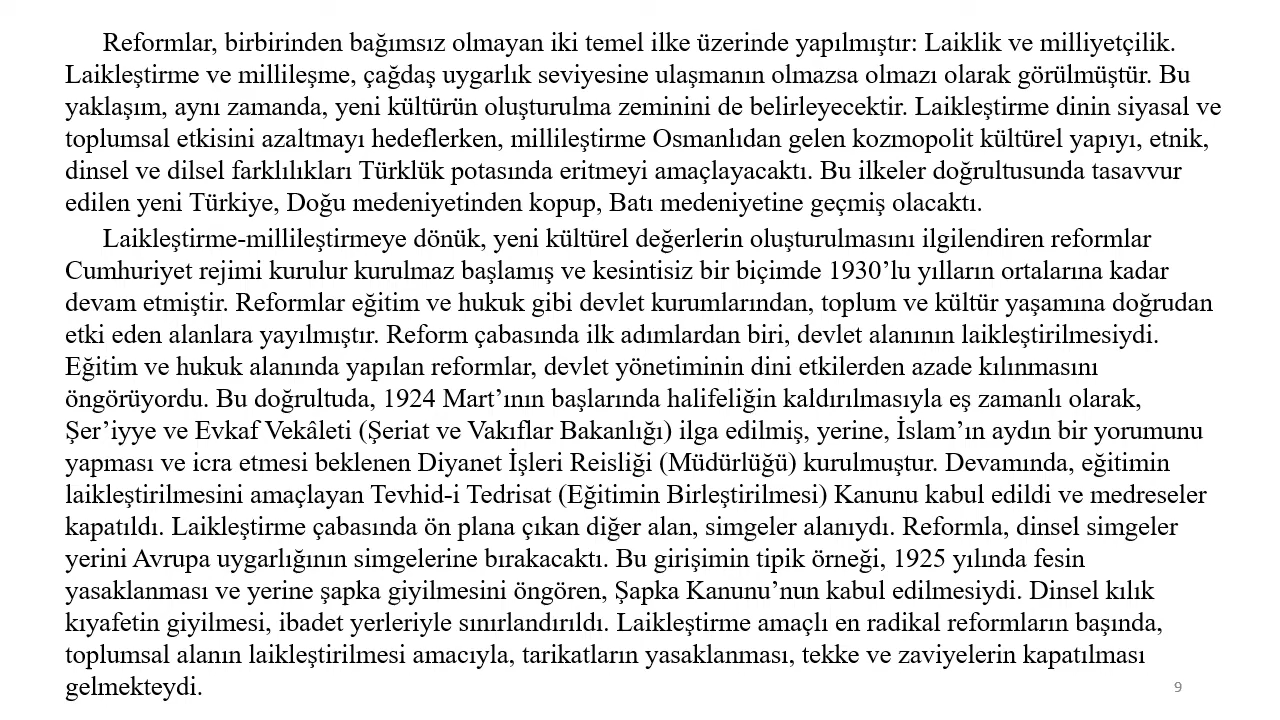 Reformlar, birbirinden bağımsız olmayan iki temel ilke üzerinde yapılmıştır: Laiklik ve milliyetçilik.
Laikleştirme ve millileşme, çağdaş uygarlık seviyesine ulaşmanın olmazsa olmazı olarak görülmüştür. Bu
yaklaşım, aynı zamanda, yeni kültürün oluşturulma zeminini de belirleyecektir. Laikleştirme dinin siyasal ve
toplumsal etkisini azaltmayı hedeflerken, millileştirme Osmanlıdan gelen kozmopolit kültürel yapıyı, etnik,
dinsel ve dilsel farklılıkları Türklük potasında eritmeyi amaçlayacaktı. Bu ilkeler doğrultusunda tasavvur
edilen yeni Türkiye, Doğu medeniyetinden kopup, Batı medeniyetine geçmiş olacaktı.
Laikleştirme-millileştirmeye dönük, yeni kültürel değerlerin oluşturulmasını ilgilendiren reformlar
Cumhuriyet rejimi kurulur kurulmaz başlamış ve kesintisiz bir biçimde 1930’lu yılların ortalarına kadar
devam etmiştir. Reformlar eğitim ve hukuk gibi devlet kurumlarından, toplum ve kültür yaşamına doğrudan
etki eden alanlara yayılmıştır. Reform çabasında ilk adımlardan biri, devlet alanının laikleştirilmesiydi.
Eğitim ve hukuk alanında yapılan reformlar, devlet yönetiminin dini etkilerden azade kılınmasını
öngörüyordu. Bu doğrultuda, 1924 Mart’ının başlarında halifeliğin kaldırılmasıyla eş zamanlı olarak,
Şer’iyye ve Evkaf Vekâleti (Şeriat ve Vakıflar Bakanlığı) ilga edilmiş, yerine, İslam’ın aydın bir yorumunu
yapması ve icra etmesi beklenen Diyanet İşleri Reisliği (Müdürlüğü) kurulmuştur. Devamında, eğitimin
laikleştirilmesini amaçlayan Tevhid-i Tedrisat (Eğitimin Birleştirilmesi) Kanunu kabul edildi ve medreseler
kapatıldı. Laikleştirme çabasında ön plana çıkan diğer alan, simgeler alanıydı. Reformla, dinsel simgeler
yerini Avrupa uygarlığının simgelerine bırakacaktı. Bu girişimin tipik örneği, 1925 yılında fesin
yasaklanması ve yerine şapka giyilmesini öngören, Şapka Kanunu’nun kabul edilmesiydi. Dinsel kılık
kıyafetin giyilmesi, ibadet yerleriyle sınırlandırıldı. Laikleştirme amaçlı en radikal reformların başında,
toplumsal alanın laikleştirilmesi amacıyla, tarikatların yasaklanması, tekke ve zaviyelerin kapatılması
gelmekteydi.
9